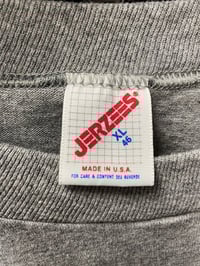 JERZEES®
XL
46
MADE IN U.S.A.
FOR CARE & CONTENT SEE REVERSE